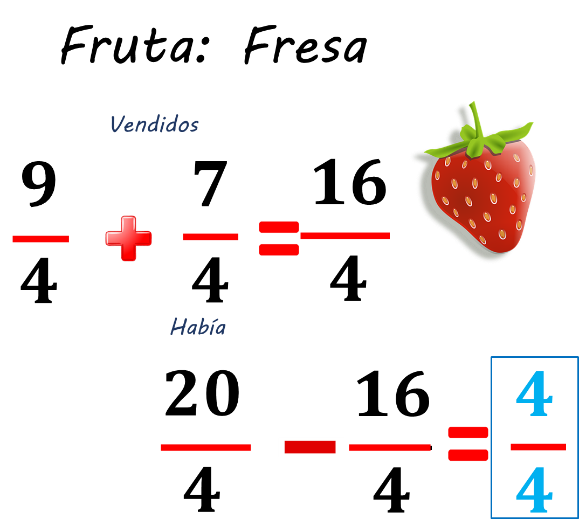 Fruta: Fresa
Vendidos
9/4 + 7/4 = 16/4
Había
20/4 - 16/4 = 4/4